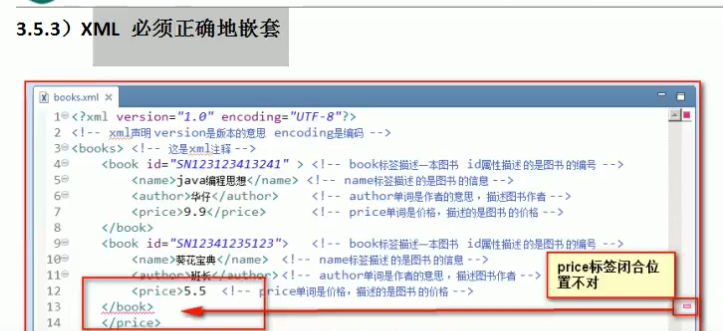 3.5.3）XML 必须正确地嵌套
books.xml
1 <?xml version="1.0" encoding="UTF-8"?>
2 <!-- xml声明 version是版本的意思 encoding是编码 -->
3 <books> <!-- 这是xml注释 -->
4 <book id="SN123123413241" > <!-- book标签描述一本图书 id属性描述 的是图书 的编号 -->
5 <name>java编程思想</name> <!-- name标签描述 的是图书 的信息 -->
6 <author>华仔</author> <!-- author单词是作者的意思 ，描述图书作者 -->
7 <price>9.9</price> <!-- price单词是价格，描述的是图书 的价格 -->
8 </book>
9 <book id="SN12341235123"> <!-- book标签描述一本图书 id属性描述 的是图书 的编号 -->
10 <name>葵花宝典</name> <!-- name标签描述 的是图书 的信息 -->
11 <author>班长</author> <!-- author单词是作者的意思 ，描述图书作者 -->
12 <price>5.5 <!-- price单词是价格，描述的是图书 的价格 -->
13 </book>
14 </price>
price标签闭合位
置不对